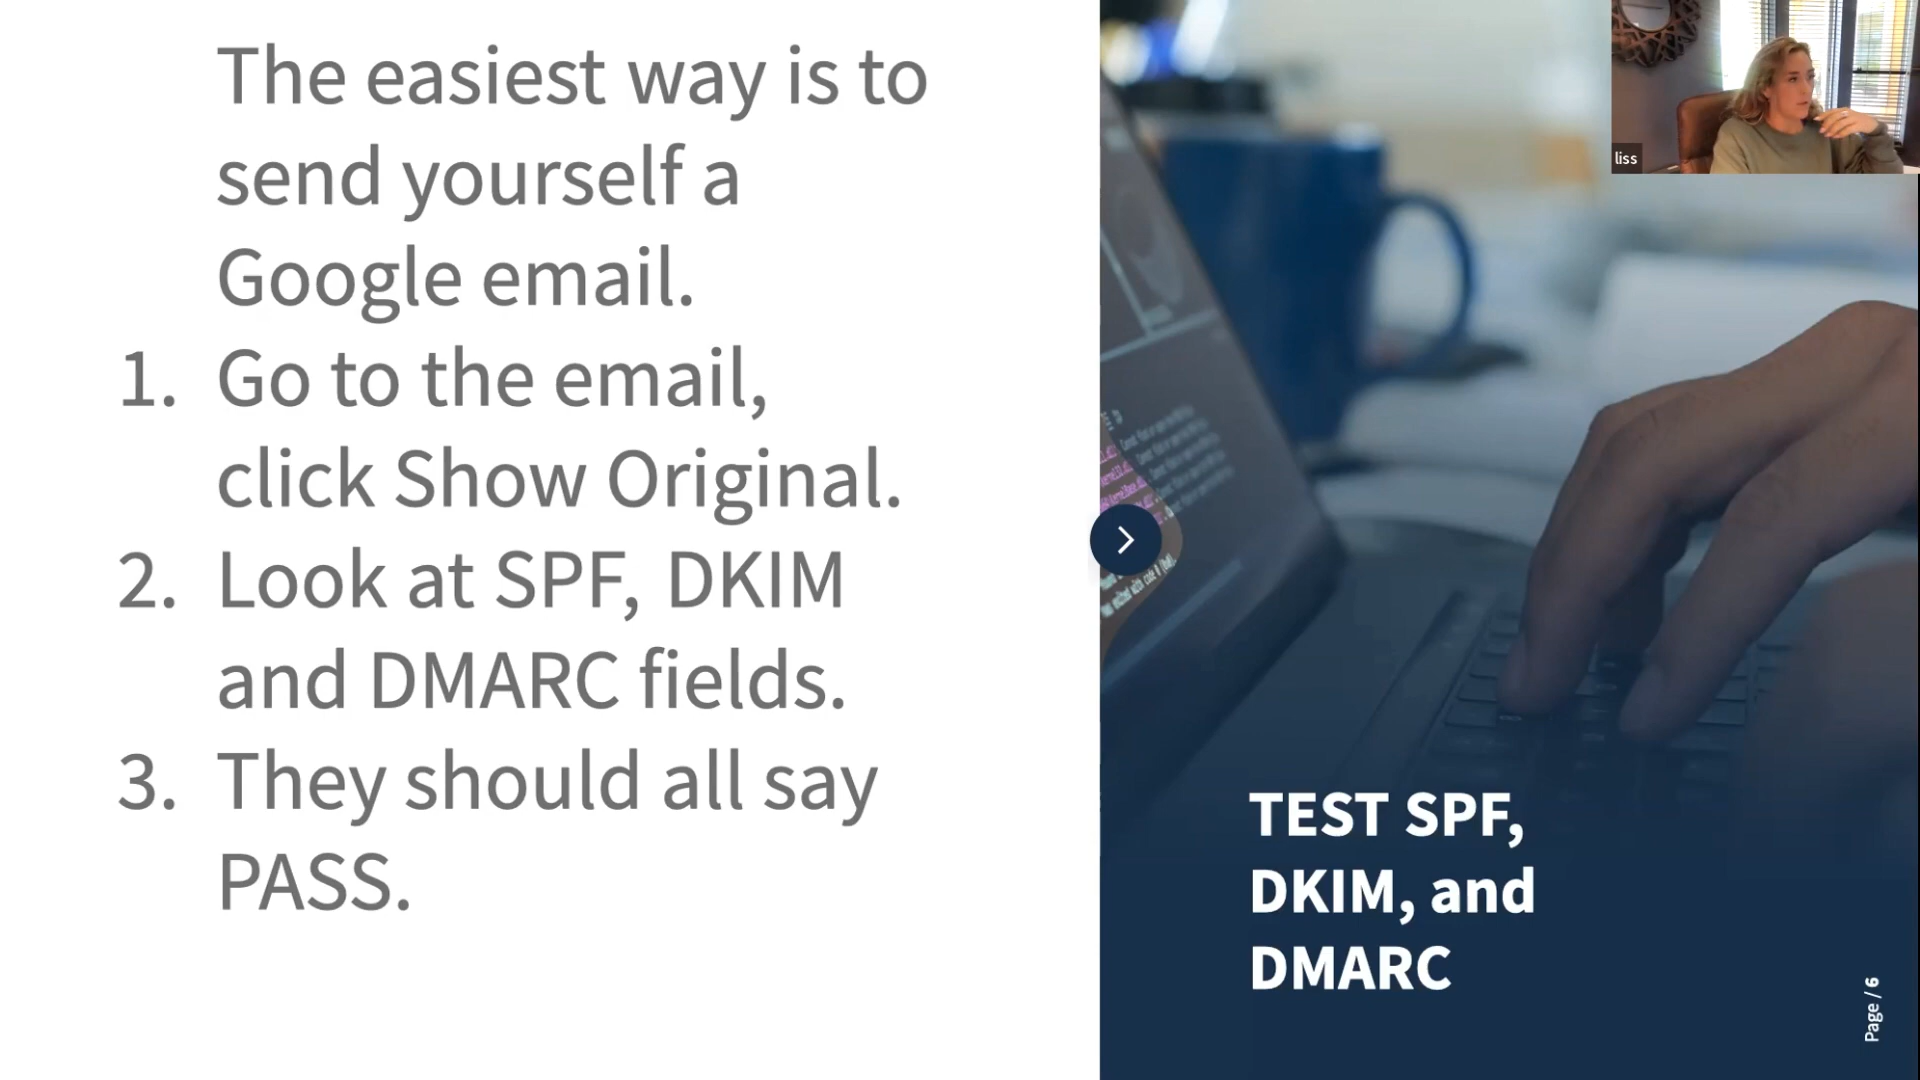 The easiest way is to
send yourself a
Google email.
1. Go to the email,
click Show Original.
2. Look at SPF, DKIM
and DMARC fields.
3. They should all say
PASS.
liss
TEST SPF,
DKIM, and
DMARC
Page / 6